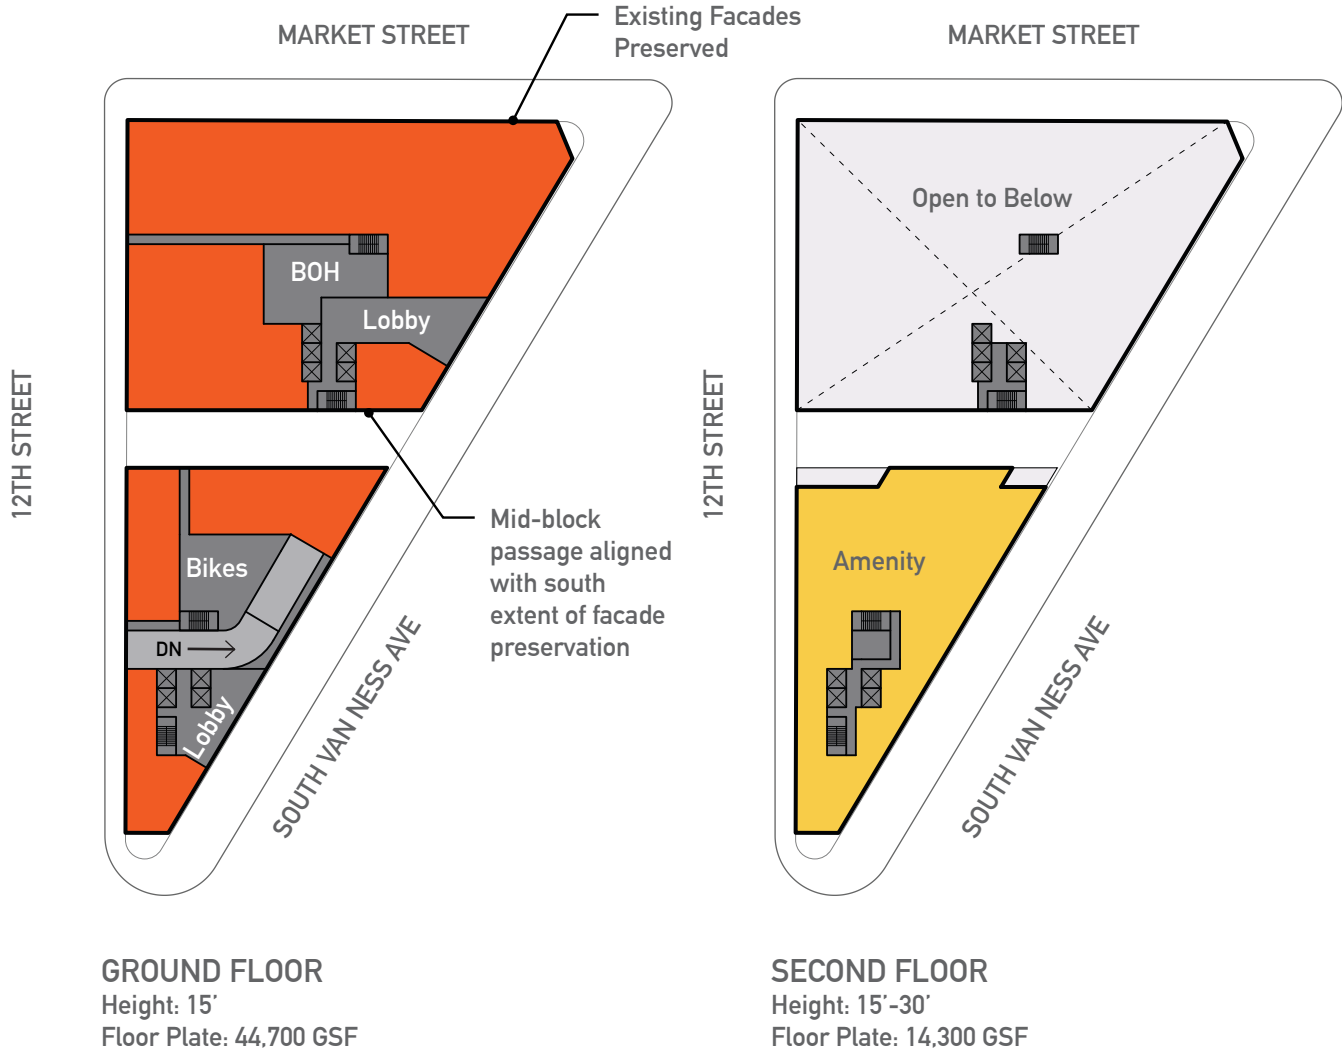 Existing Facades
Preserved
MARKET STREET
MARKET STREET
BOH
Lobby
Open to Below
12TH STREET
12TH STREET
Mid-block
passage aligned
with south
extent of facade
preservation
Bikes
DN
Lobby
Amenity
SOUTH VAN NESS AVE
SOUTH VAN NESS AVE
GROUND FLOOR
Height: 15’
Floor Plate: 44,700 GSF
SECOND FLOOR
Height: 15’-30’
Floor Plate: 14,300 GSF